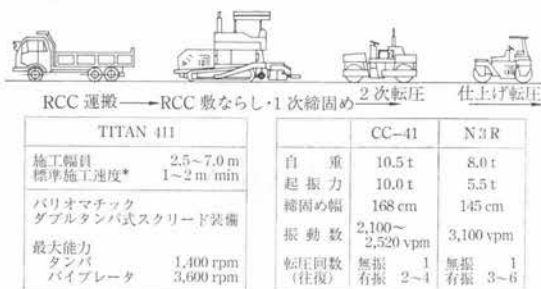 RCC 運搬→RCC 敷ならし・1次締固め 2次転圧 仕上げ転圧
TITAN 411
施工幅員 2.5~7.0 m
標準施工速度* 1~2 m/min
バリオマチック
ダブルタンパ式スクリード装備
最大能力
タンパ 1,400 rpm
バイブレータ 3,600 rpm
CC-41 N3R
自重 10.5 t 8.0 t
起振力 10.0 t 5.5 t
締固め幅 168 cm 145 cm
振動数 2,100~2,520 vpm 3,100 vpm
転圧回数 無振 1 無振 1
(往復) 有振 2~4 有振 3~6